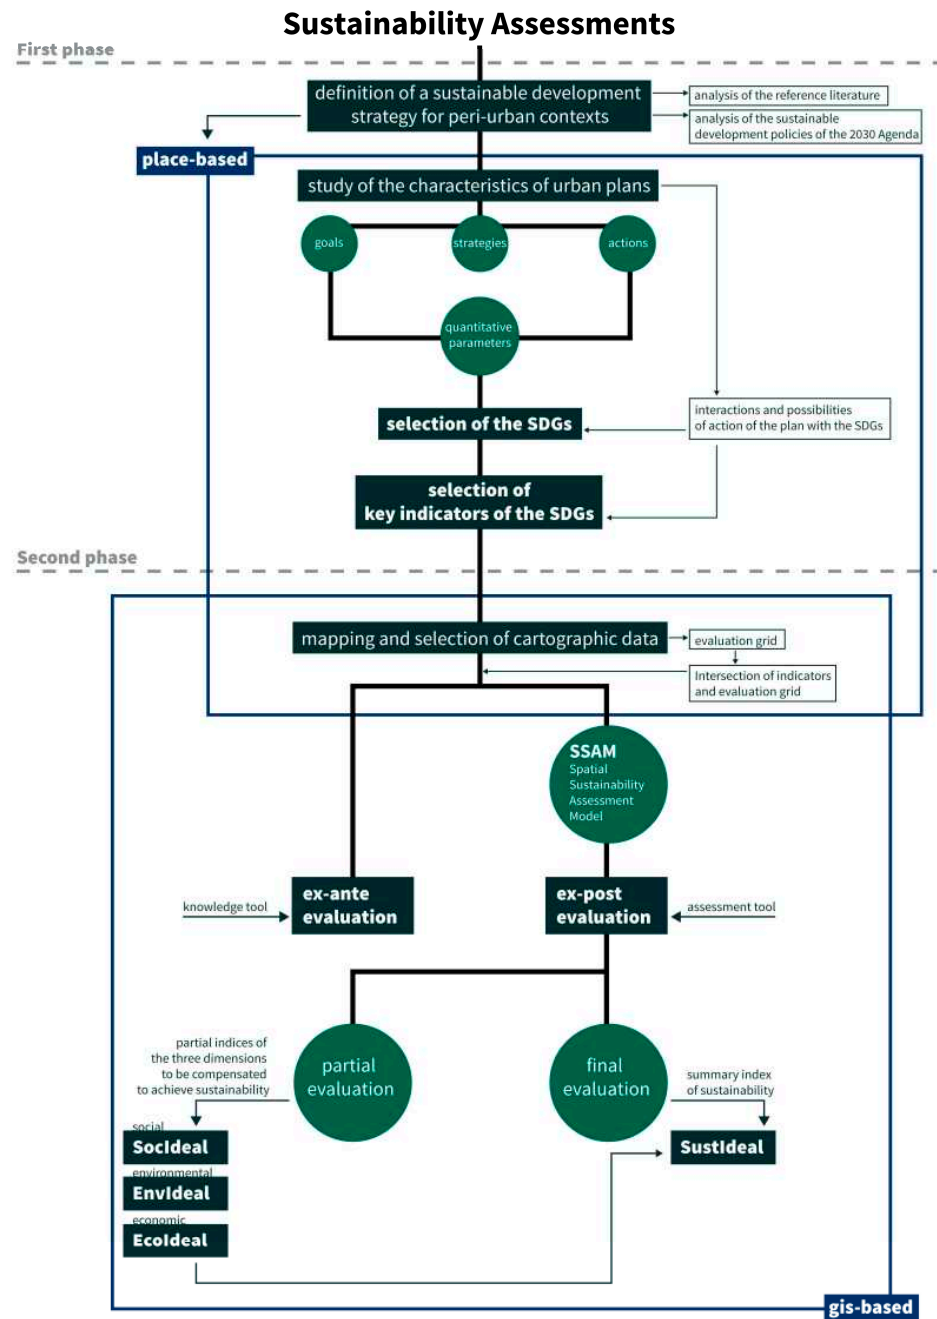 Sustainability Assessments
First phase
definition of a sustainable development
strategy for peri-urban contexts
analysis of the reference literature
analysis of the sustainable
development policies of the 2030 Agenda
place-based
study of the characteristics of urban plans
goals
strategies
actions
quantitative
parameters
interactions and possibilities
of action of the plan with the SDGs
selection of the SDGs
selection of
key indicators of the SDGs
Second phase
mapping and selection of cartographic data
evaluation grid
Intersection of indicators
and evaluation grid
SSAM
Spatial
Sustainability
Assessment
Model
knowledge tool
ex-ante
evaluation
ex-post
evaluation
assessment tool
partial indices of
the three dimensions
to be compensated
to achieve sustainability
partial
evaluation
final
evaluation
summary index
of sustainability
social
SocIdeal
environmental
EnvIdeal
economic
EcoIdeal
SustIdeal
gis-based